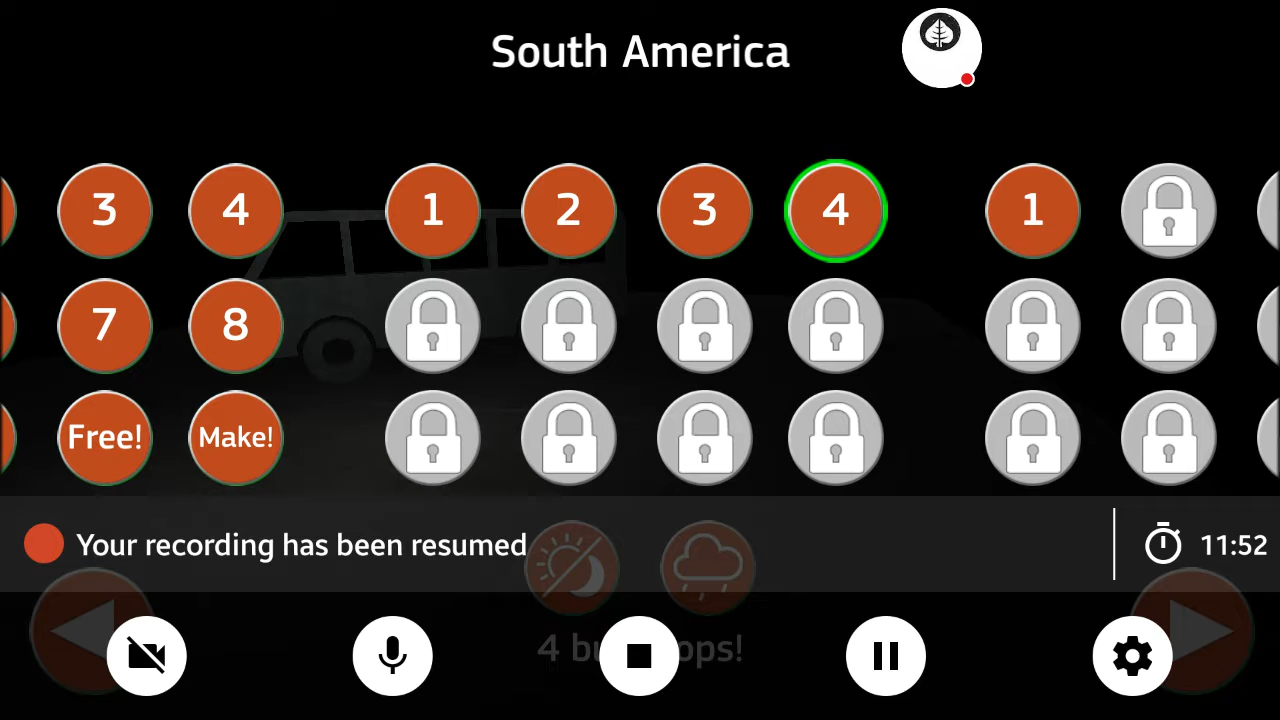 South America
3 4 1 2 3 4 1
7 8
Free! Make!
Your recording has been resumed 11:52
4 bu ops!